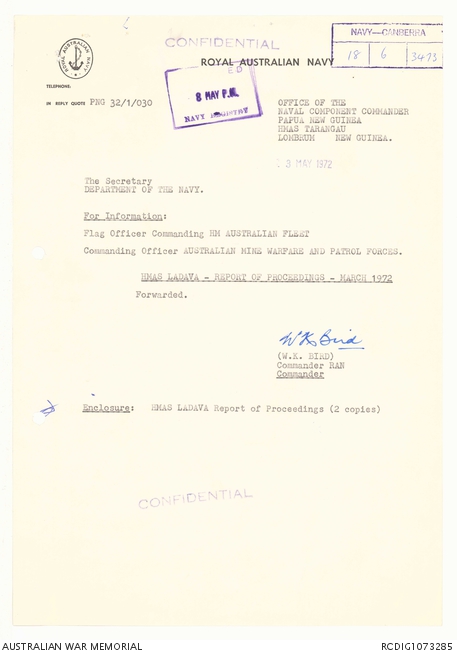 CONFIDENTIAL
NAVY—CANBERRA
18 6 3473
ROYAL AUSTRALIAN NAVY
ROYAL AUSTRALIAN NAVY
TELEPHONE:
IN REPLY QUOTE PNG 32/1/030
8 MAY P.M.
NAVY REGISTRY
OFFICE OF THE
NAVAL COMPONENT COMMANDER
PAPUA NEW GUINEA
HMAS TARANGAU
LOMBRUM NEW GUINEA.
3 MAY 1972
The Secretary
DEPARTMENT OF THE NAVY.
For Information:
Flag Officer Commanding HM AUSTRALIAN FLEET
Commanding Officer AUSTRALIAN MINE WARFARE AND PATROL FORCES.
HMAS LADAVA - REPORT OF PROCEEDINGS - MARCH 1972
Forwarded.
W K Bird
(W.K. BIRD)
Commander RAN
Commander
Enclosure: HMAS LADAVA Report of Proceedings (2 copies)
CONFIDENTIAL
AUSTRALIAN WAR MEMORIAL
RCDIG1073285